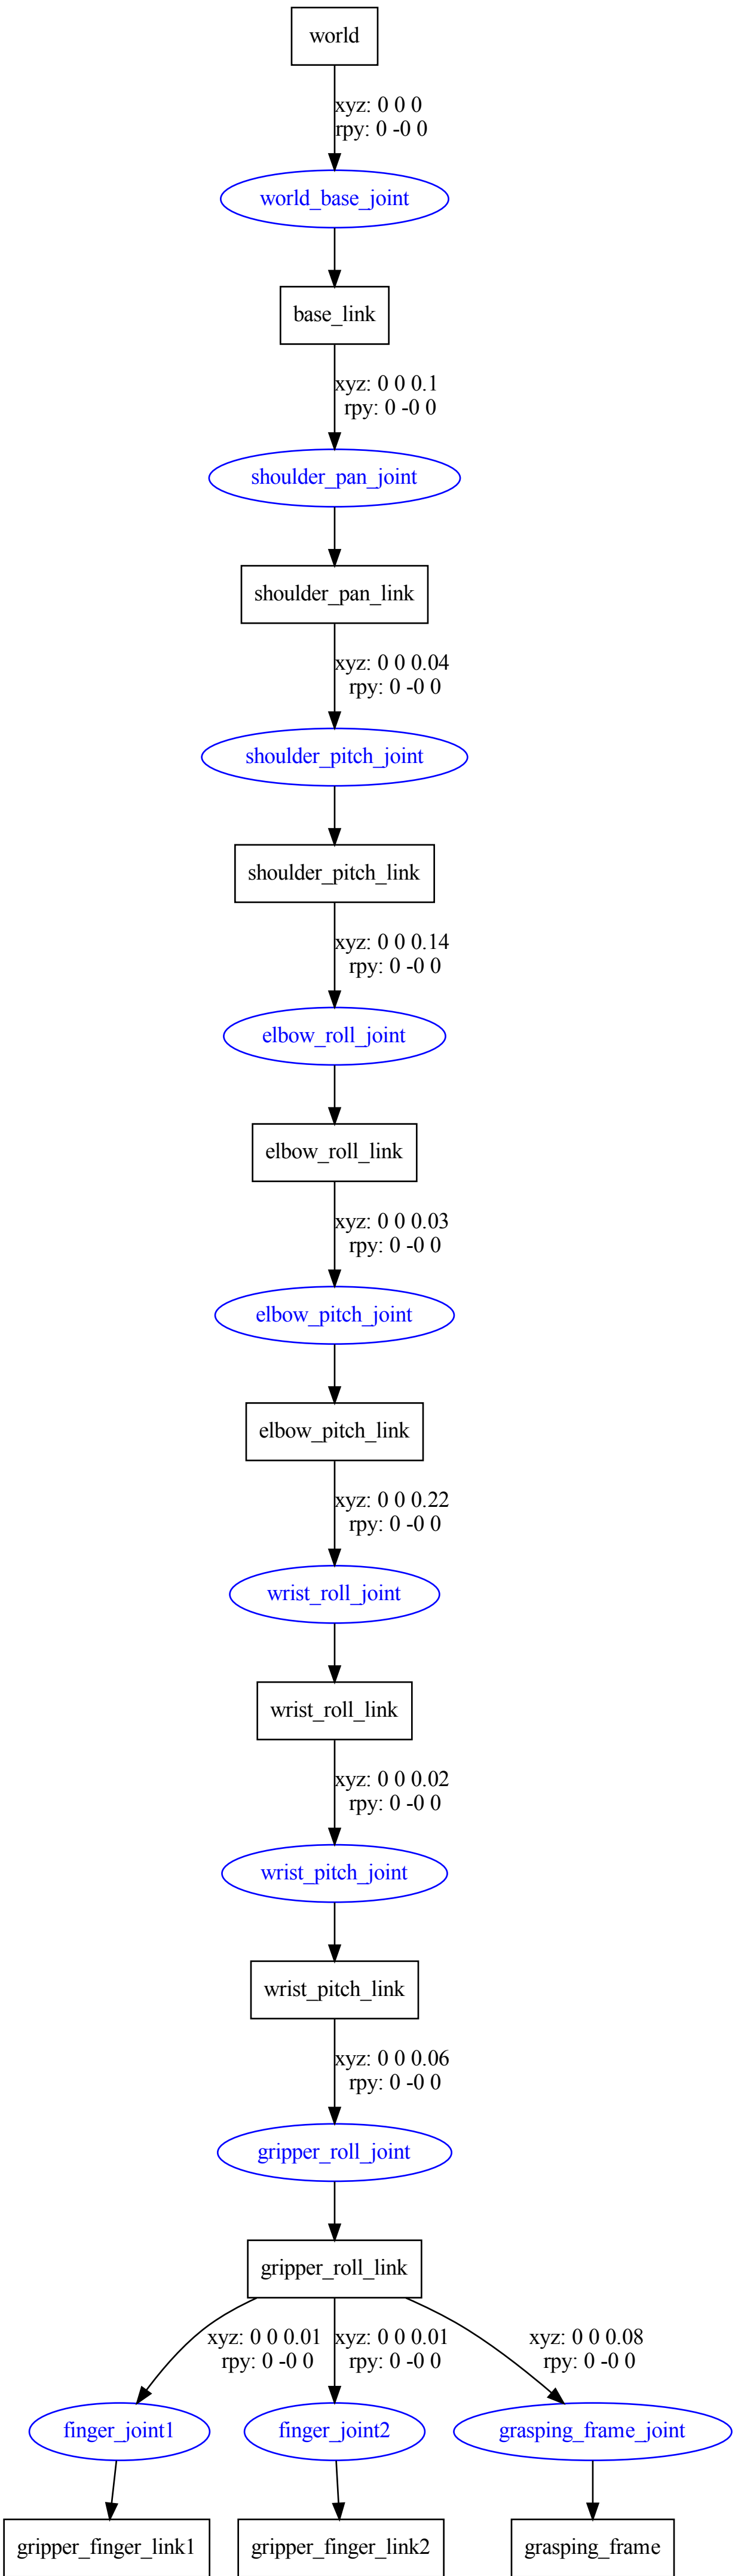 world
xyz: 0 0 0
rpy: 0 -0 0
world_base_joint
base_link
xyz: 0 0 0.1
rpy: 0 -0 0
shoulder_pan_joint
shoulder_pan_link
xyz: 0 0 0.04
rpy: 0 -0 0
shoulder_pitch_joint
shoulder_pitch_link
xyz: 0 0 0.14
rpy: 0 -0 0
elbow_roll_joint
elbow_roll_link
xyz: 0 0 0.03
rpy: 0 -0 0
elbow_pitch_joint
elbow_pitch_link
xyz: 0 0 0.22
rpy: 0 -0 0
wrist_roll_joint
wrist_roll_link
xyz: 0 0 0.02
rpy: 0 -0 0
wrist_pitch_joint
wrist_pitch_link
xyz: 0 0 0.06
rpy: 0 -0 0
gripper_roll_joint
gripper_roll_link
xyz: 0 0 0.01
rpy: 0 -0 0
xyz: 0 0 0.01
rpy: 0 -0 0
xyz: 0 0 0.08
rpy: 0 -0 0
finger_joint1
finger_joint2
grasping_frame_joint
gripper_finger_link1
gripper_finger_link2
grasping_frame